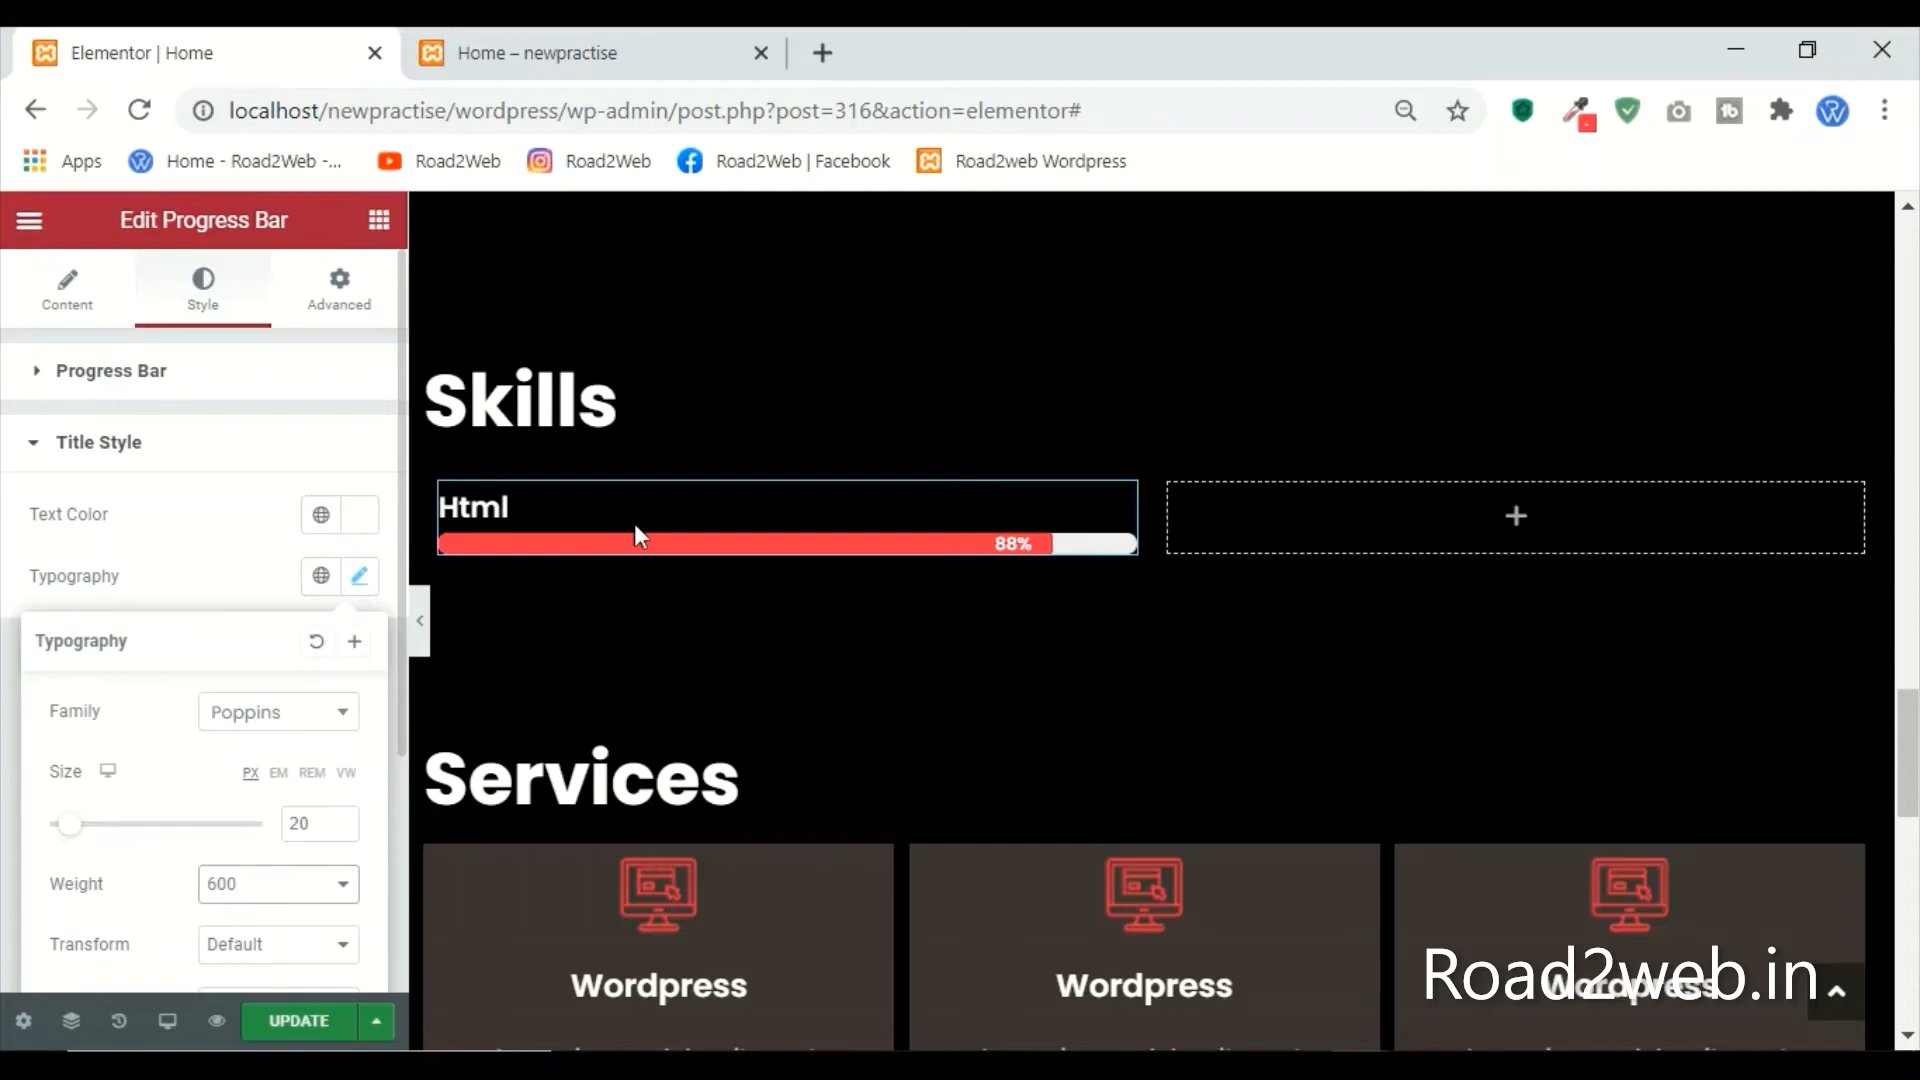 Elementor | Home
Home – newpractise
localhost/newpractise/wordpress/wp-admin/post.php?post=316&action=elementor#
Apps
Home - Road2Web -...
Road2Web
Road2Web
Road2Web | Facebook
Road2web Wordpress
Edit Progress Bar
Content
Style
Advanced
Progress Bar
Title Style
Text Color
Typography
Typography
Family
Poppins
Size
PX EM REM VW
20
Weight
600
Transform
Default
UPDATE
Skills
Html
88%
Services
Wordpress
Wordpress
Wordpress
Road2web.in